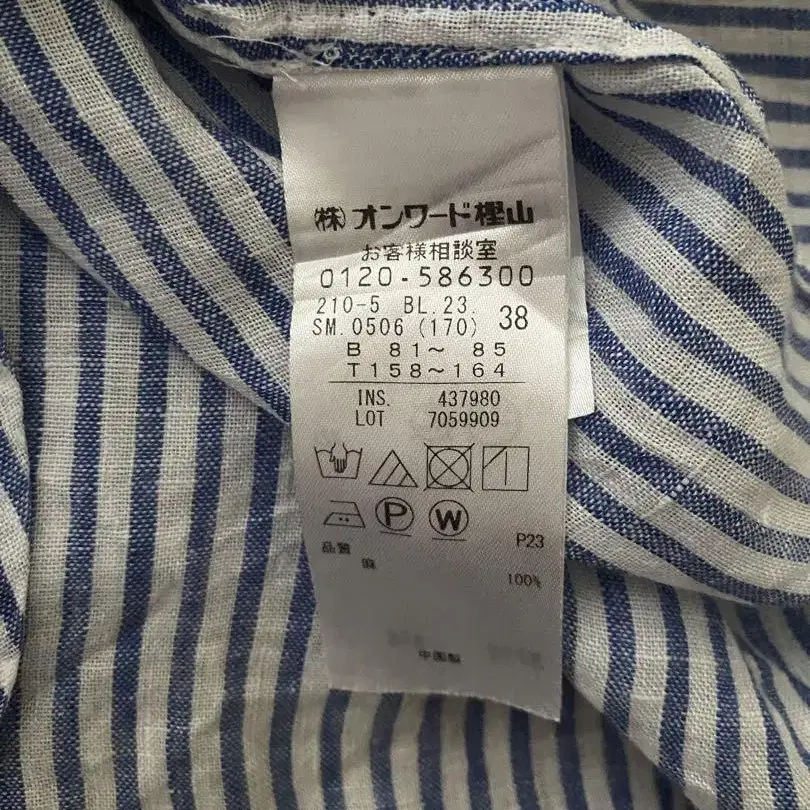 (株)オンワード樫山
お客様相談室
0120-586300
210-5 BL.23.
SM.0506(170) 38
B 81~ 85
T158~164
INS. 437980
LOT 7059909
P W
P23
品質
麻
100%
中国製